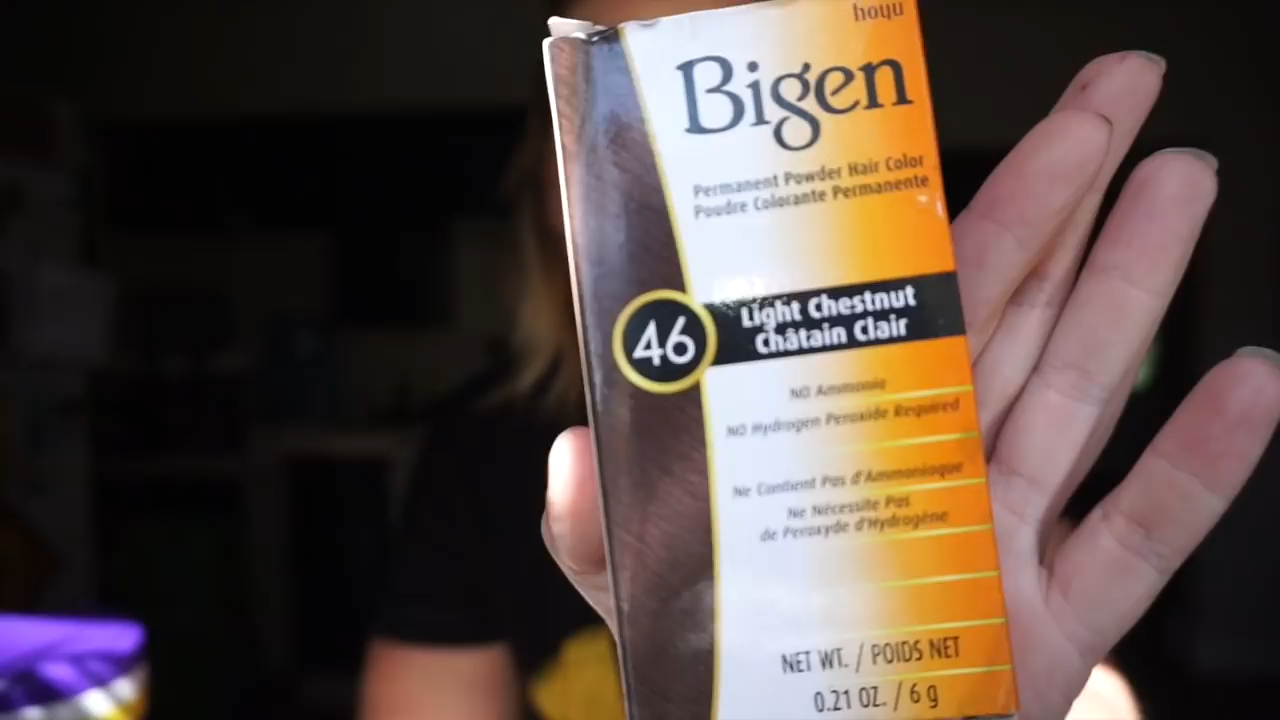 hoyu
Bigen
Permanent Powder Hair Color
Poudre Colorante Permanente
46
Light Chestnut
Châtain Clair
NO Ammonia
NO Hydrogen Peroxide Required
Ne Contient Pas d'Ammoniaque
Ne Nécessite Pas
de Peroxyde d'Hydrogène
NET WT. / POIDS NET
0.21 OZ. / 6 g